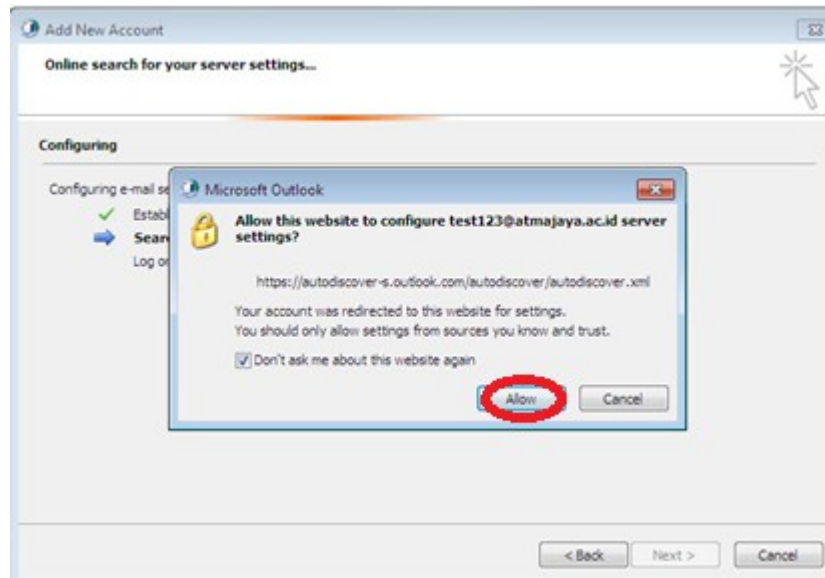 Add New Account
Online search for your server settings...
Configuring
Configuring e-mail se
Establ
Sear
Log or
Microsoft Outlook
Allow this website to configure test123@atmajaya.ac.id server
settings?
https://autodiscover-s.outlook.com/autodiscover/autodiscover.xml
Your account was redirected to this website for settings.
You should only allow settings from sources you know and trust.
Don't ask me about this website again
Allow
Cancel
< Back
Next >
Cancel